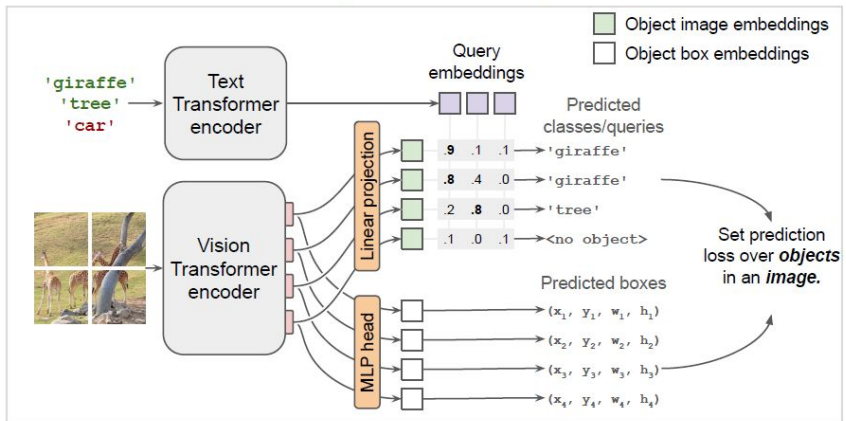 Object image embeddings
Object box embeddings
Query
embeddings
'giraffe'
'tree'
'car'
Text
Transformer
encoder
Predicted
classes/queries
Vision
Transformer
encoder
Linear projection
.9 .1 .1 'giraffe'
.8 .4 .0 'giraffe'
.2 .8 .0 'tree'
.1 .0 .1 <no object>
Set prediction
loss over objects
in an image.
Predicted boxes
MLP head
(x₁, y₁, w₁, h₁)
(x₂, y₂, w₂, h₂)
(x₃, y₃, w₃, h₃)
(x₄, y₄, w₄, h₄)